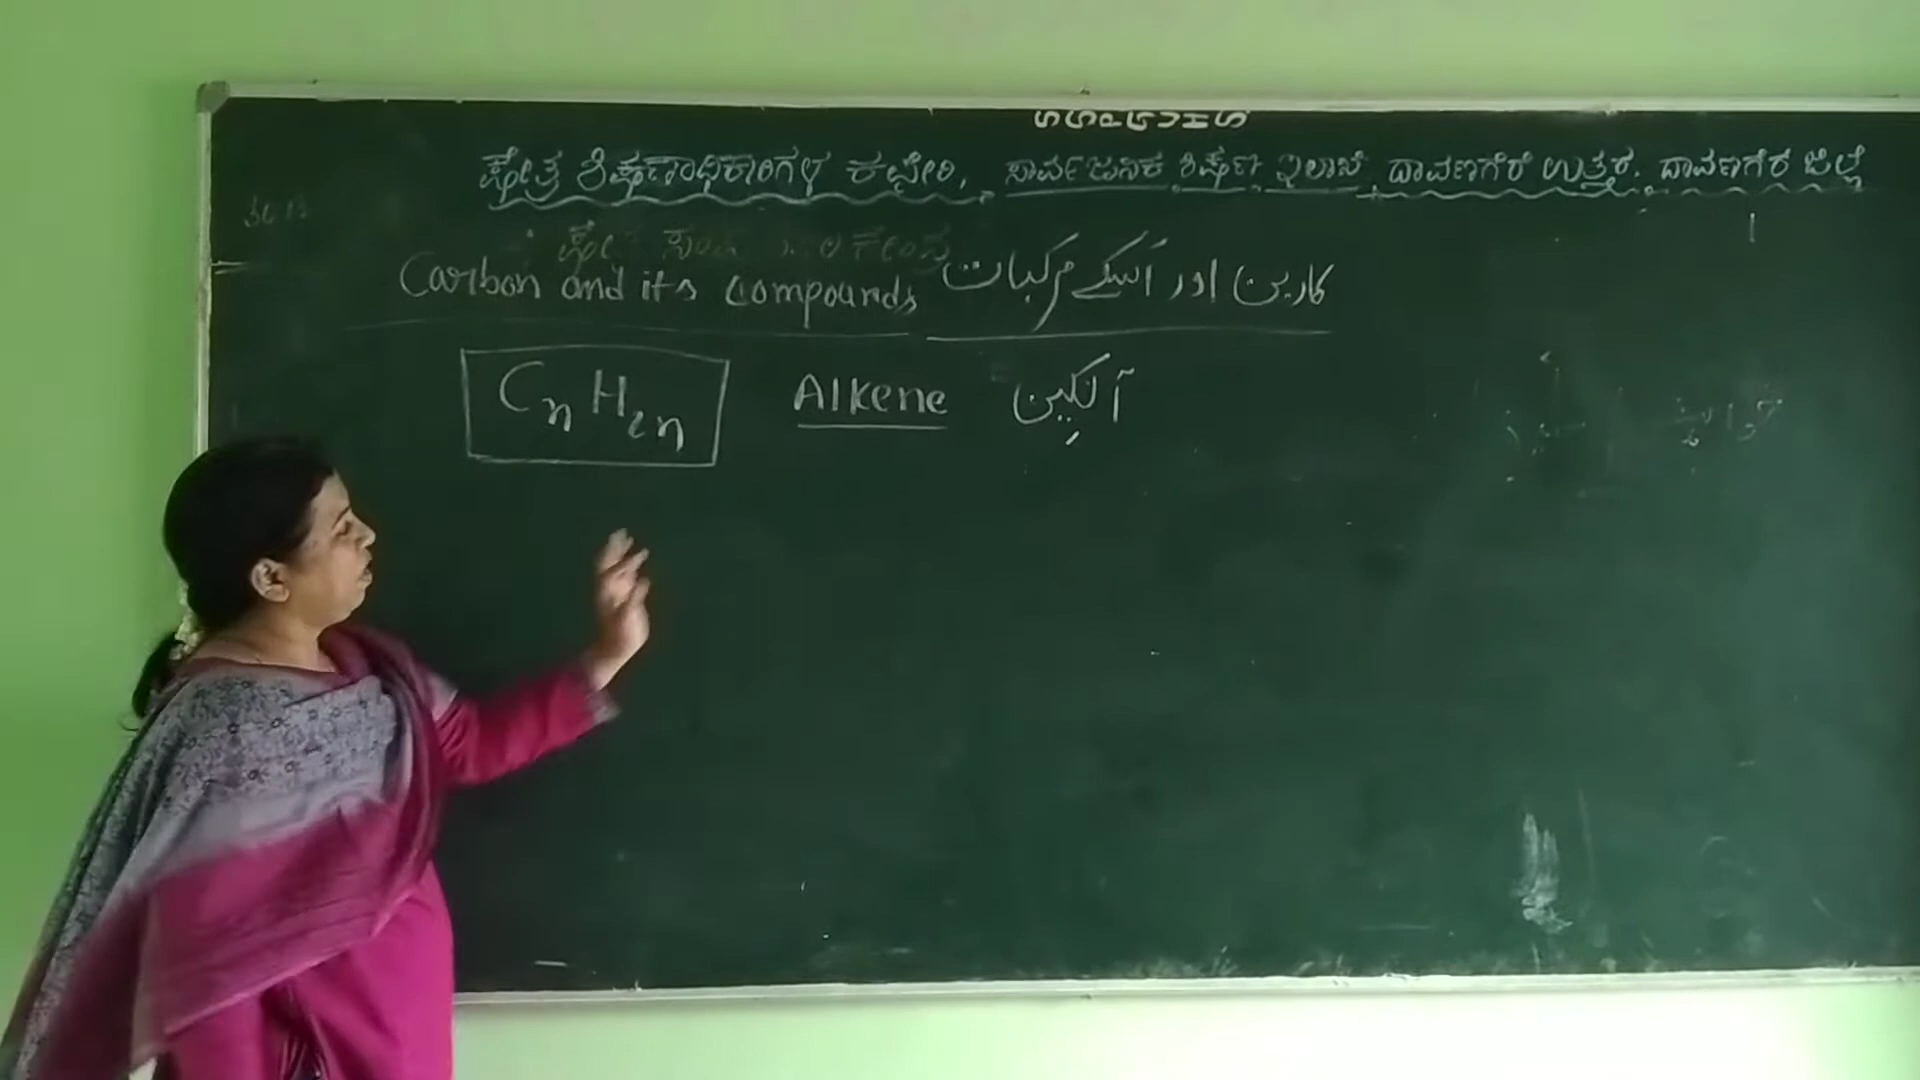 ಕ್ಷೇತ್ರ ಶಿಕ್ಷಣಾಧಿಕಾರಿಗಳ ಕಛೇರಿ, ಸಾರ್ವಜನಿಕ ಶಿಕ್ಷಣ ಇಲಾಖೆ ದಾವಣಗೆರೆ ಉತ್ತರ. ದಾವಣಗೆರೆ ಜಿಲ್ಲೆ
Carbon and it's compounds کاربن اور اسکے مرکبات
CnH2n Alkene آلکین